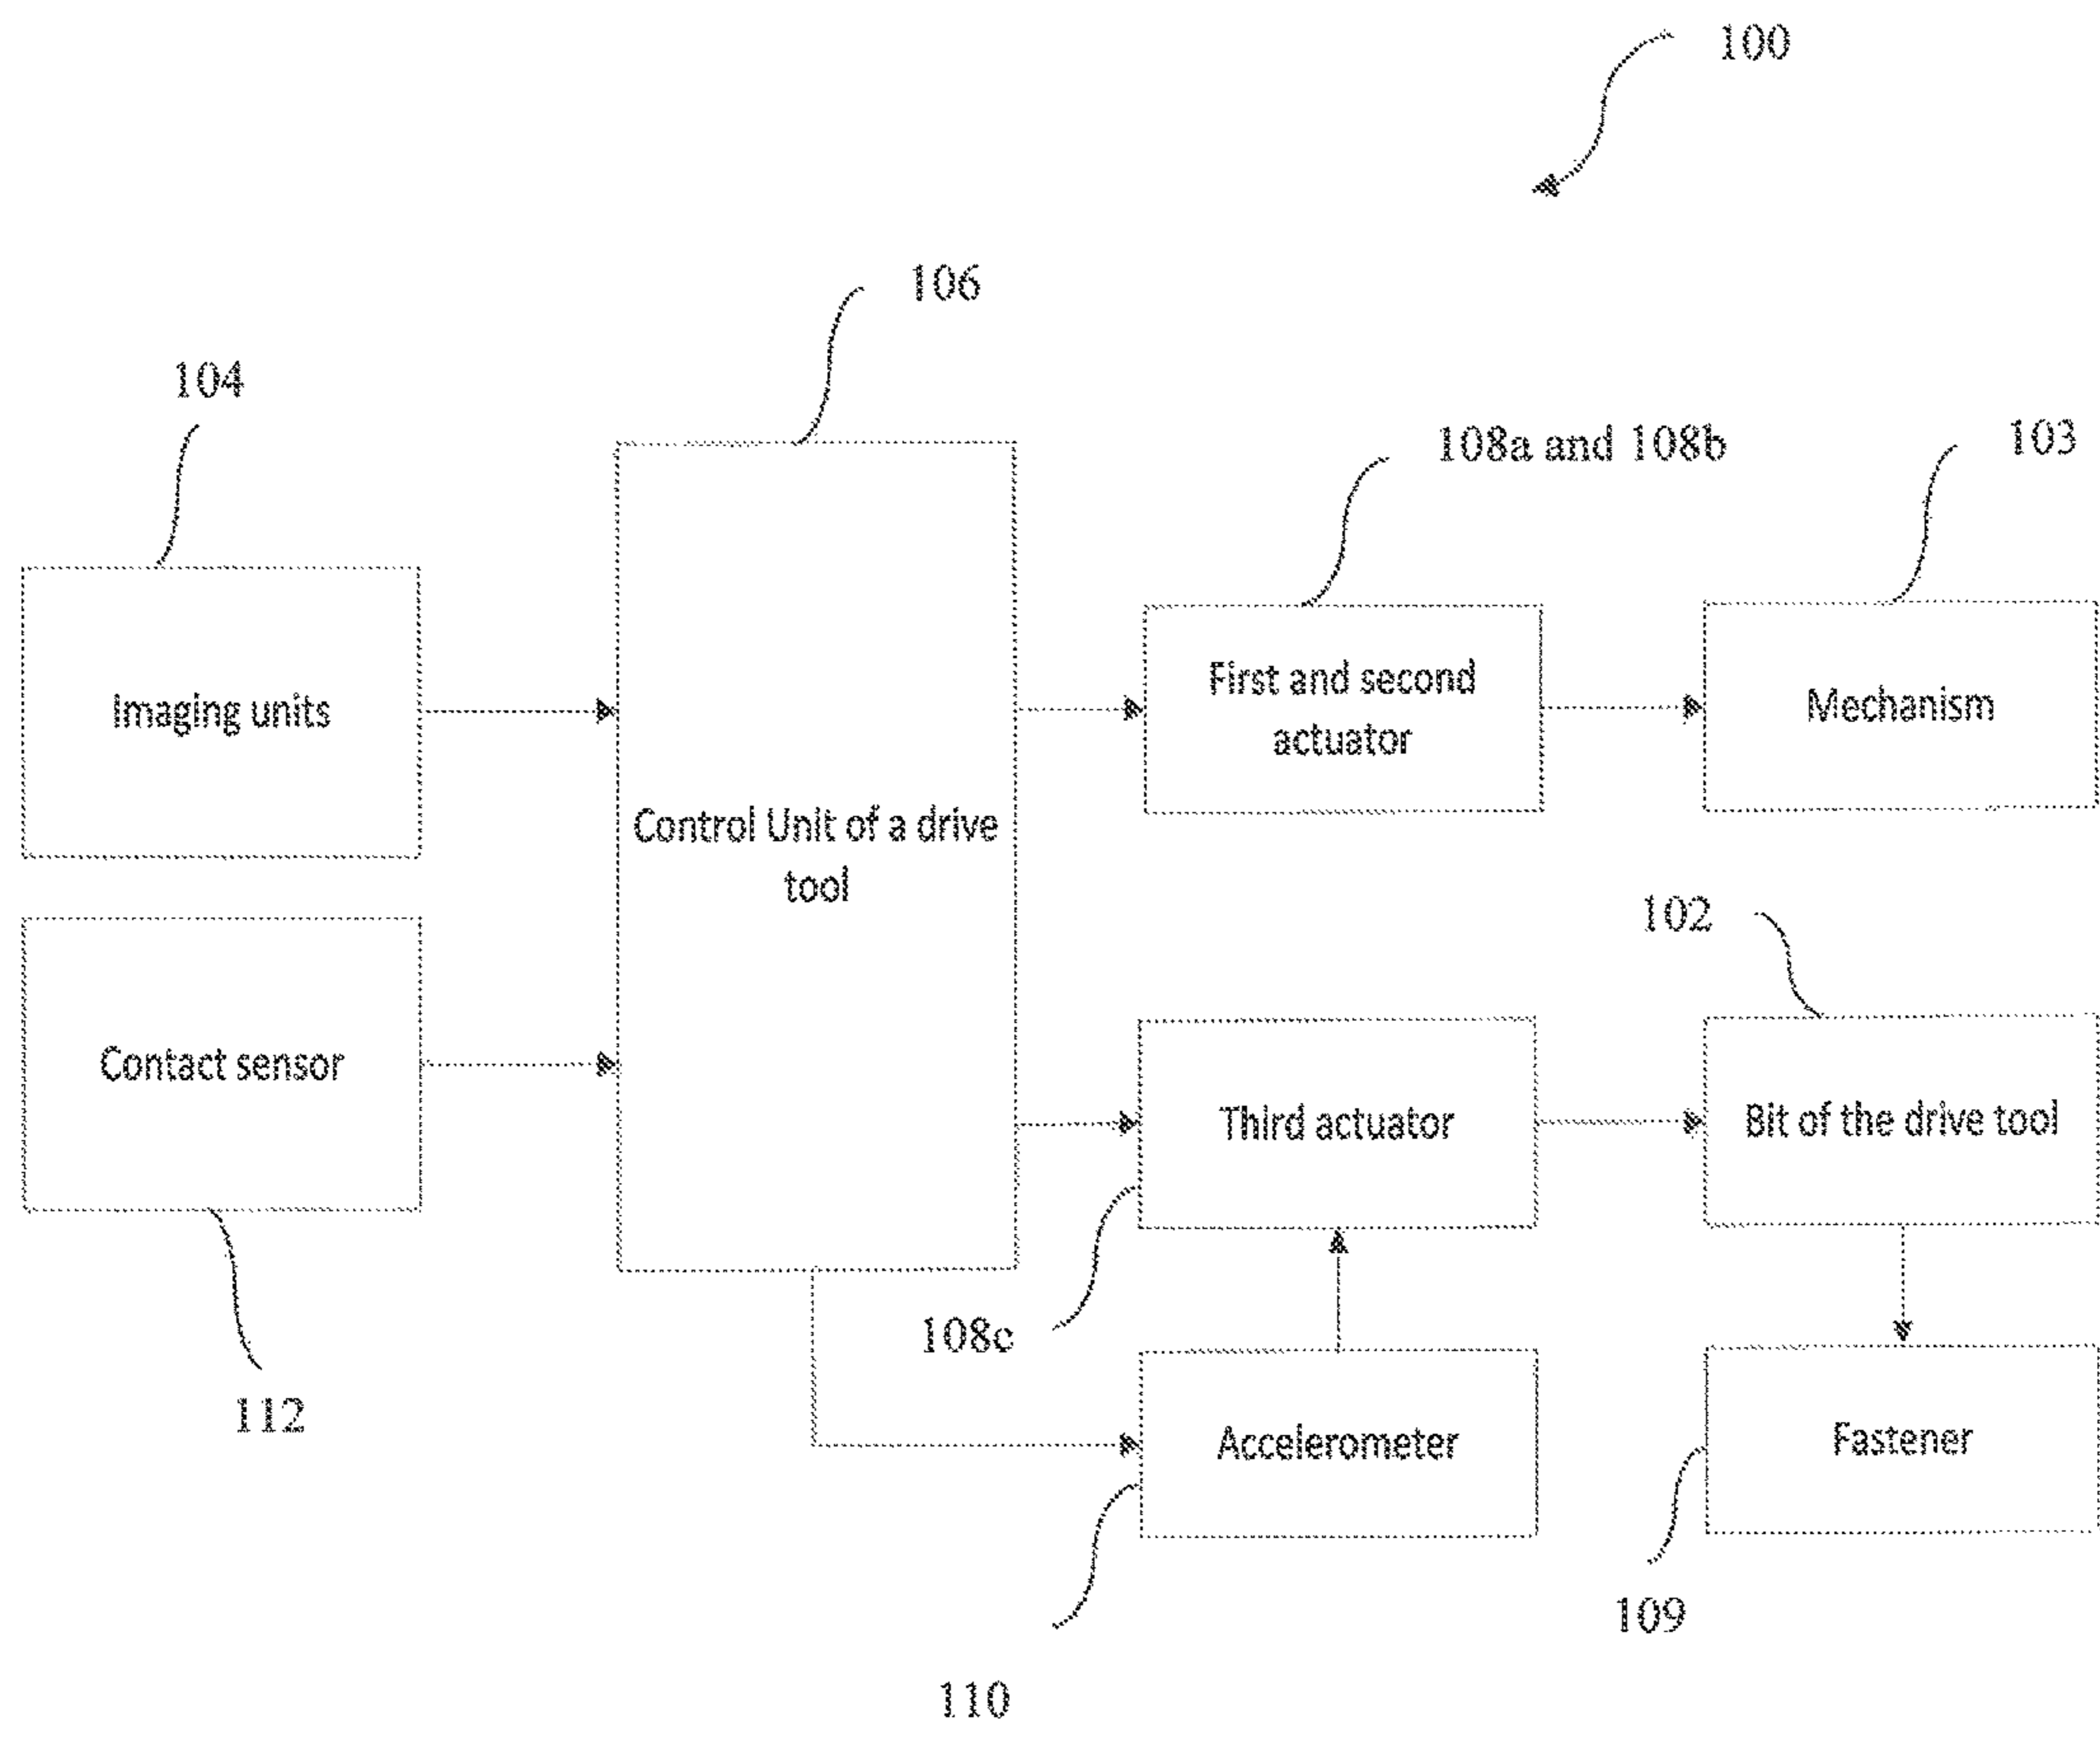 100
106
104
108a and 108b
103
Imaging units
First and second
actuator
Mechanism
Control Unit of a drive
tool
102
Contact sensor
Third actuator
Bit of the drive tool
108c
112
Accelerometer
Fastener
109
110